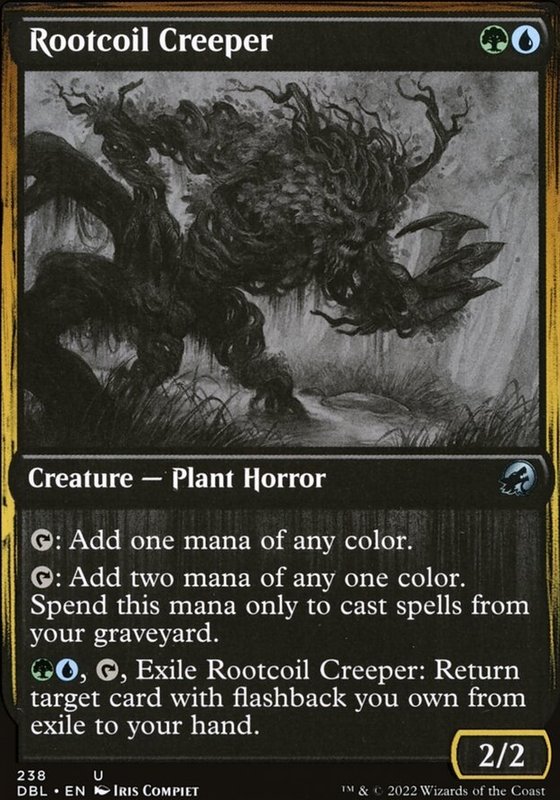 Rootcoil Creeper
Creature — Plant Horror
: Add one mana of any color.
: Add two mana of any one color.
Spend this mana only to cast spells from
your graveyard.
, , Exile Rootcoil Creeper: Return
target card with flashback you own from
exile to your hand.
2/2
238 U
DBL • EN Iris Compiet
™ & © 2022 Wizards of the Coast